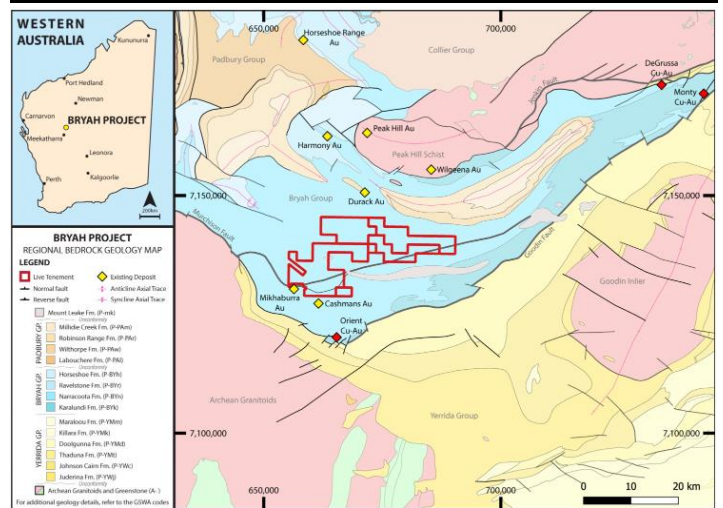 WESTERN
AUSTRALIA
Kununurra
Port Hedland
Newman
Carnarvon
BRYAH PROJECT
Meekatharra
Leonora
Kalgoorlie
Perth
200km
BRYAH PROJECT
REGIONAL BEDROCK GEOLOGY MAP
LEGEND
Live Tenement
Existing Deposit
Normal fault
Anticline Axial Trace
Reverse fault
Syncline Axial Trace
Mount Leake Fm. (P-mk)
Unconformity
PADBURY GP.
Millidie Creek Fm. (P-PAm)
Robinson Range Fm. (P-PAr)
Wilthorpe Fm. (P-PAw)
Labouchere Fm. (P-PAl)
Unconformity
BRYAH GP.
Horseshoe Fm. (P-BYh)
Ravelstone Fm. (P-BYr)
Narracoota Fm. (P-BYn)
Karalundi Fm. (P-BYk)
YERRIDA GP.
Maraloou Fm. (P-YMm)
Killara Fm. (P-YMk)
Doolgunna Fm. (P-YMd)
Thaduna Fm. (P-YMt)
Johnson Cairn Fm. (P-YWc)
Juderina Fm. (P-YWj)
Unconformity
Archean Granitoids and Greenstone (A- )
For additional geology details, refer to the GSWA codes
650,000
700,000
Horseshoe Range
Au
Padbury Group
Collier Group
DeGrussa
Cu-Au
Jenkin Fault
Monty
Cu-Au
Peak Hill Au
Harmony Au
Peak Hill Schist
Wilgeena Au
7,150,000
7,150,000
Durack Au
Bryah Group
Murchison Fault
Goodin Fault
Goodin Inlier
Mikhaburra
Au
Cashmans Au
Orient
Cu-Au
Archean Granitoids
Yerrida Group
7,100,000
7,100,000
650,000
700,000
0
10
20 km